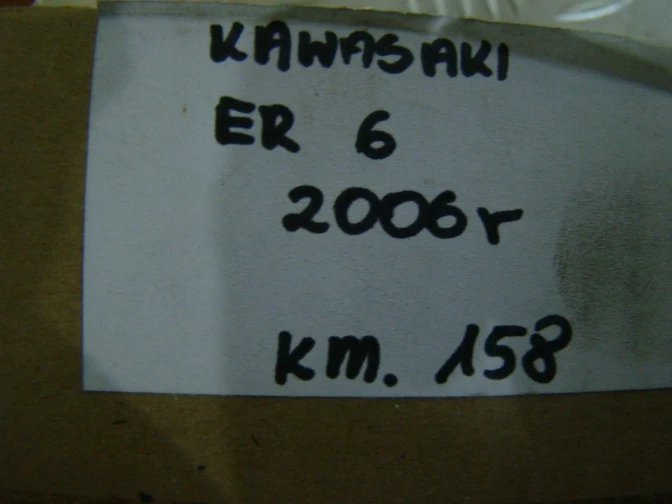 KAWASAKI
ER 6
2006r
km. 158